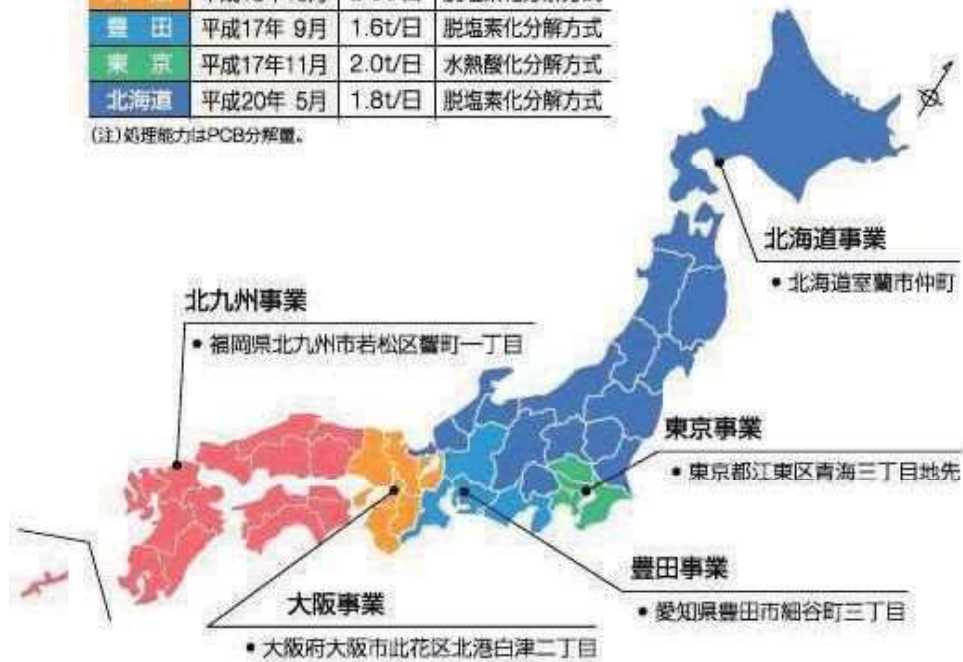 豊 田 平成17年 9月 1.6t/日 脱塩素化分解方式
東 京 平成17年11月 2.0t/日 水熱酸化分解方式
北海道 平成20年 5月 1.8t/日 脱塩素化分解方式
(注)処理能力はPCB分解量。
北海道事業
• 北海道室蘭市仲町
北九州事業
• 福岡県北九州市若松区響町一丁目
東京事業
• 東京都江東区青海三丁目地先
豊田事業
• 愛知県豊田市細谷町三丁目
大阪事業
• 大阪府大阪市此花区北港白津二丁目